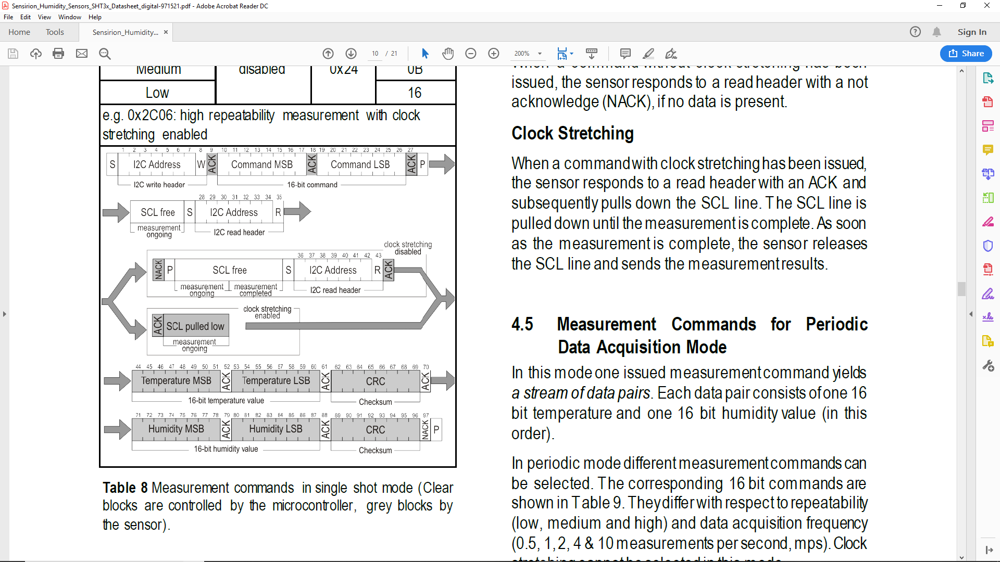 Sensirion_Humidity_Sensors_SHT3x_Datasheet_digital-971521.pdf - Adobe Acrobat Reader DC
File Edit View Window Help
Home Tools Sensirion_Humidity... × Sign In
10 / 21 200% Share
Medium disabled 0x24 0B
Low 16
e.g. 0x2C06: high repeatability measurement with clock
stretching enabled
1 2 3 4 5 6 7 8 9 10 11 12 13 14 15 16 17 18 19 20 21 22 23 24 25 26 27
S I2C Address W ACK Command MSB ACK Command LSB ACK P
I2C write header 16-bit command
28 29 30 31 32 33 34 35
SCL free S I2C Address R
measurement
ongoing
I2C read header
clock stretching
disabled
36 37 38 39 40 41 42 43
NACK P SCL free S I2C Address R ACK
measurement
ongoing
measurement
completed
I2C read header
clock stretching
enabled
ACK SCL pulled low
measurement
ongoing
44 45 46 47 48 49 50 51 52 53 54 55 56 57 58 59 60 61 62 63 64 65 66 67 68 69 70
Temperature MSB ACK Temperature LSB ACK CRC ACK
16-bit temperature value Checksum
71 72 73 74 75 76 77 78 79 80 81 82 83 84 85 86 87 88 89 90 91 92 93 94 95 96 97
Humidity MSB ACK Humidity LSB ACK CRC NACK P
16-bit humidity value Checksum
Table 8 Measurement commands in single shot mode (Clear
blocks are controlled by the microcontroller, grey blocks by
the sensor).
When a command without clock stretching has been
issued, the sensor responds to a read header with a not
acknowledge (NACK), if no data is present.
Clock Stretching
When a command with clock stretching has been issued,
the sensor responds to a read header with an ACK and
subsequently pulls down the SCL line. The SCL line is
pulled down until the measurement is complete. As soon
as the measurement is complete, the sensor releases
the SCL line and sends the measurement results.
4.5 Measurement Commands for Periodic
Data Acquisition Mode
In this mode one issued measurement command yields
a stream of data pairs. Each data pair consists of one 16
bit temperature and one 16 bit humidity value (in this
order).
In periodic mode different measurement commands can
be selected. The corresponding 16 bit commands are
shown in Table 9. They differ with respect to repeatability
(low, medium and high) and data acquisition frequency
(0.5, 1, 2, 4 & 10 measurements per second, mps). Clock
stretching cannot be selected in this mode.